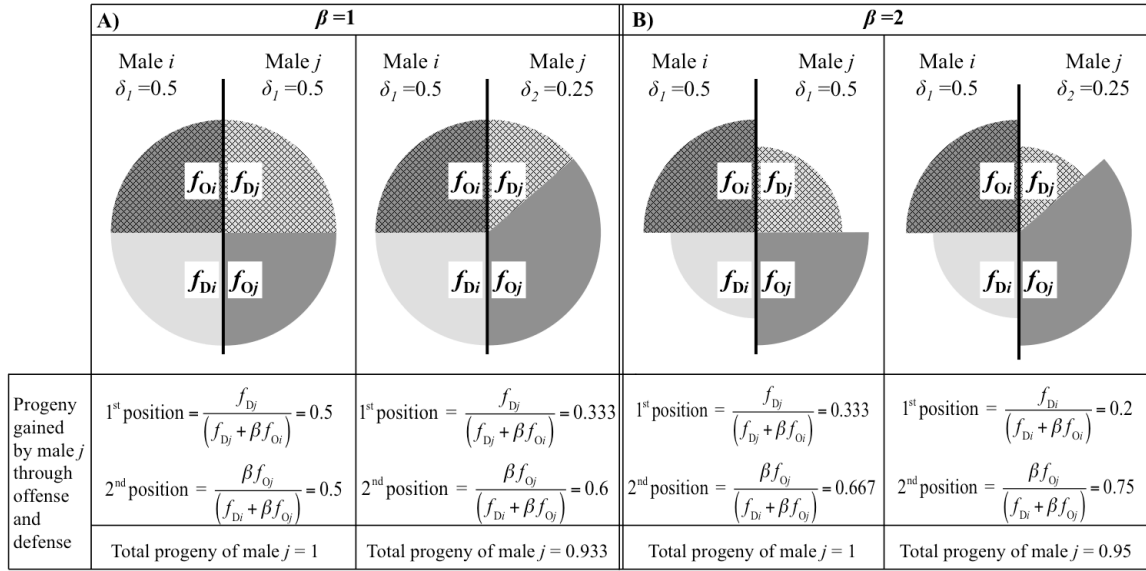 A)
β=1
B)
β=2
Male i
δ1 =0.5
Male j
δ1 =0.5
Male i
δ1 =0.5
Male j
δ2 =0.25
Male i
δ1 =0.5
Male j
δ1 =0.5
Male i
δ1 =0.5
Male j
δ2 =0.25
fOi fDj
fDi fOj
fOi fDj
fDi fOj
fOi fDj
fDi fOj
fOi fDj
fDi fOj
Progeny
gained
by male j
through
offense
and
defense
1st position = fDj / (fDj + βfOi) = 0.5
2nd position = βfOj / (fDi + βfOj) = 0.5
Total progeny of male j = 1
1st position = fDj / (fDj + βfOi) = 0.333
2nd position = βfOj / (fDi + βfOj) = 0.6
Total progeny of male j = 0.933
1st position = fDj / (fDj + βfOi) = 0.333
2nd position = βfOj / (fDi + βfOj) = 0.667
Total progeny of male j = 1
1st position = fDi / (fDi + βfOi) = 0.2
2nd position = βfOj / (fDi + βfOj) = 0.75
Total progeny of male j = 0.95